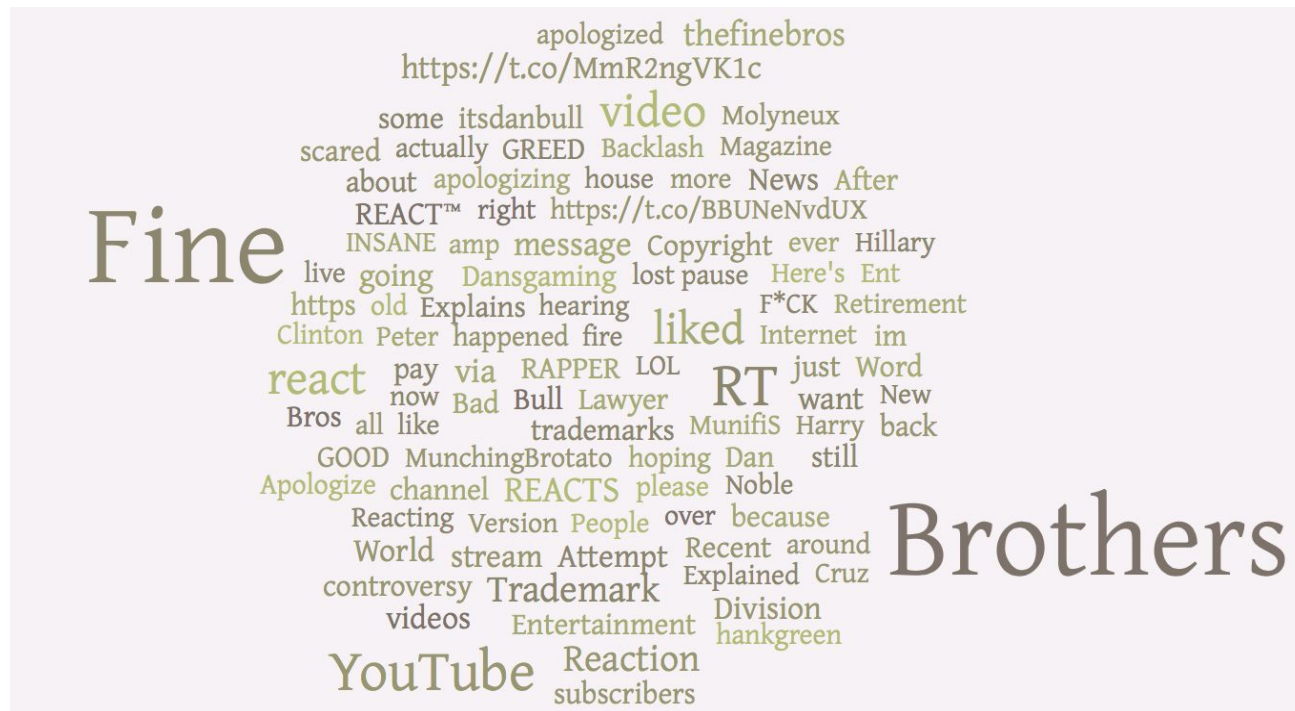 apologized thefinebros
https://t.co/MmR2ngVK1c
some itsdanbull video Molyneux
scared actually GREED Backlash Magazine
about apologizing house more News After
REACT™ right https://t.co/BBUNeNvdUX
Fine
INSANE amp message Copyright ever Hillary
live going Dansgaming lost pause Here's Ent
https old Explains hearing F*CK Retirement
Clinton Peter happened fire liked Internet im
react pay via RAPPER LOL RT just Word
now Bad Bull Lawyer want New
Bros all like trademarks MunifiS Harry back
GOOD MunchingBrotato hoping Dan still
Apologize channel REACTS please Noble
Reacting Version People over because
Brothers
World stream Attempt Recent around
controversy Trademark Explained Cruz
videos Entertainment Division
hankgreen
YouTube Reaction
subscribers